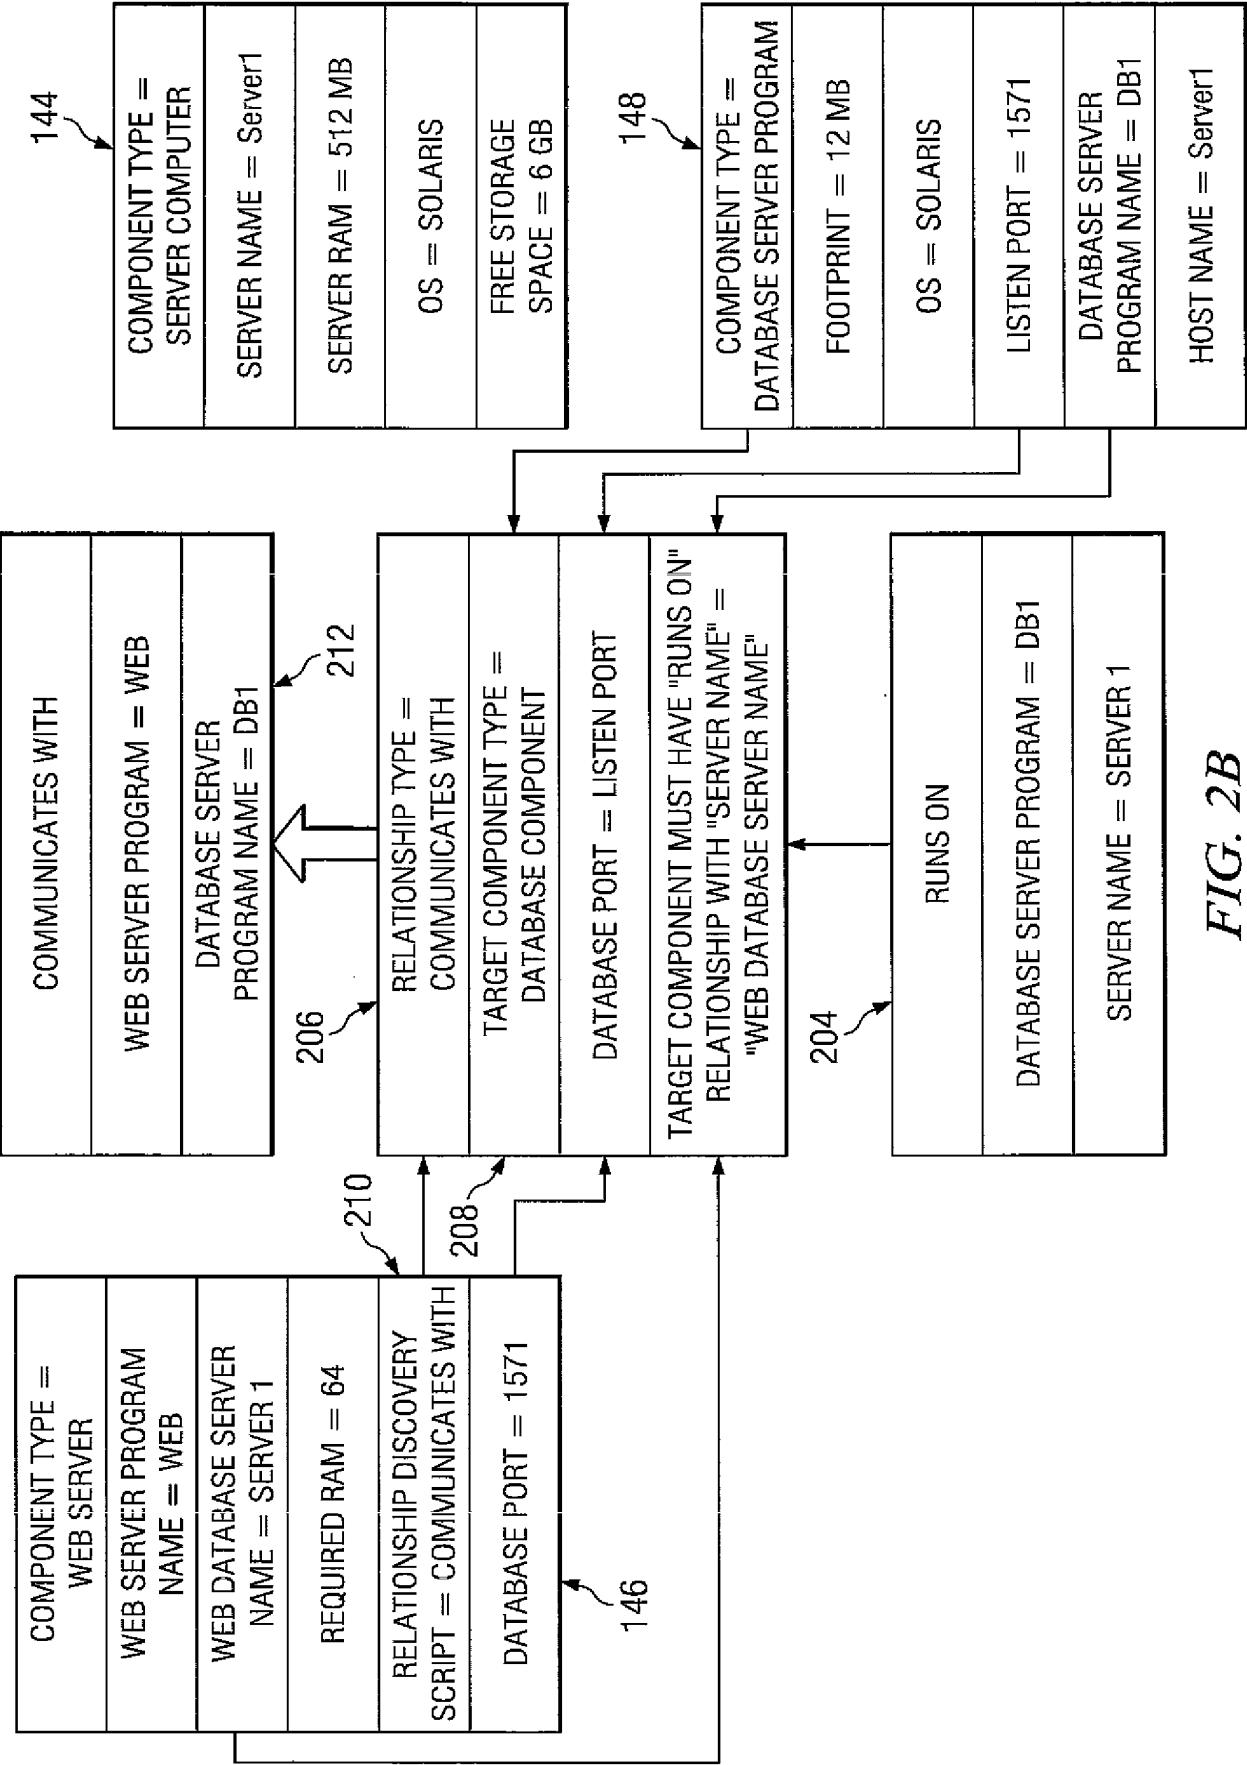 COMPONENT TYPE =
WEB SERVER
WEB SERVER PROGRAM
NAME = WEB
WEB DATABASE SERVER
NAME = SERVER 1
REQUIRED RAM = 64
RELATIONSHIP DISCOVERY
SCRIPT = COMMUNICATES WITH
DATABASE PORT = 1571
146
210
COMMUNICATES WITH
WEB SERVER PROGRAM = WEB
DATABASE SERVER
PROGRAM NAME = DB1
212
206
208
RELATIONSHIP TYPE =
COMMUNICATES WITH
TARGET COMPONENT TYPE =
DATABASE COMPONENT
DATABASE PORT = LISTEN PORT
TARGET COMPONENT MUST HAVE "RUNS ON"
RELATIONSHIP WITH "SERVER NAME" =
"WEB DATABASE SERVER NAME"
204
RUNS ON
DATABASE SERVER PROGRAM = DB1
SERVER NAME = SERVER 1
144
COMPONENT TYPE =
SERVER COMPUTER
SERVER NAME = Server1
SERVER RAM = 512 MB
OS = SOLARIS
FREE STORAGE
SPACE = 6 GB
148
COMPONENT TYPE =
DATABASE SERVER PROGRAM
FOOTPRINT = 12 MB
OS = SOLARIS
LISTEN PORT = 1571
DATABASE SERVER
PROGRAM NAME = DB1
HOST NAME = Server1
FIG. 2B